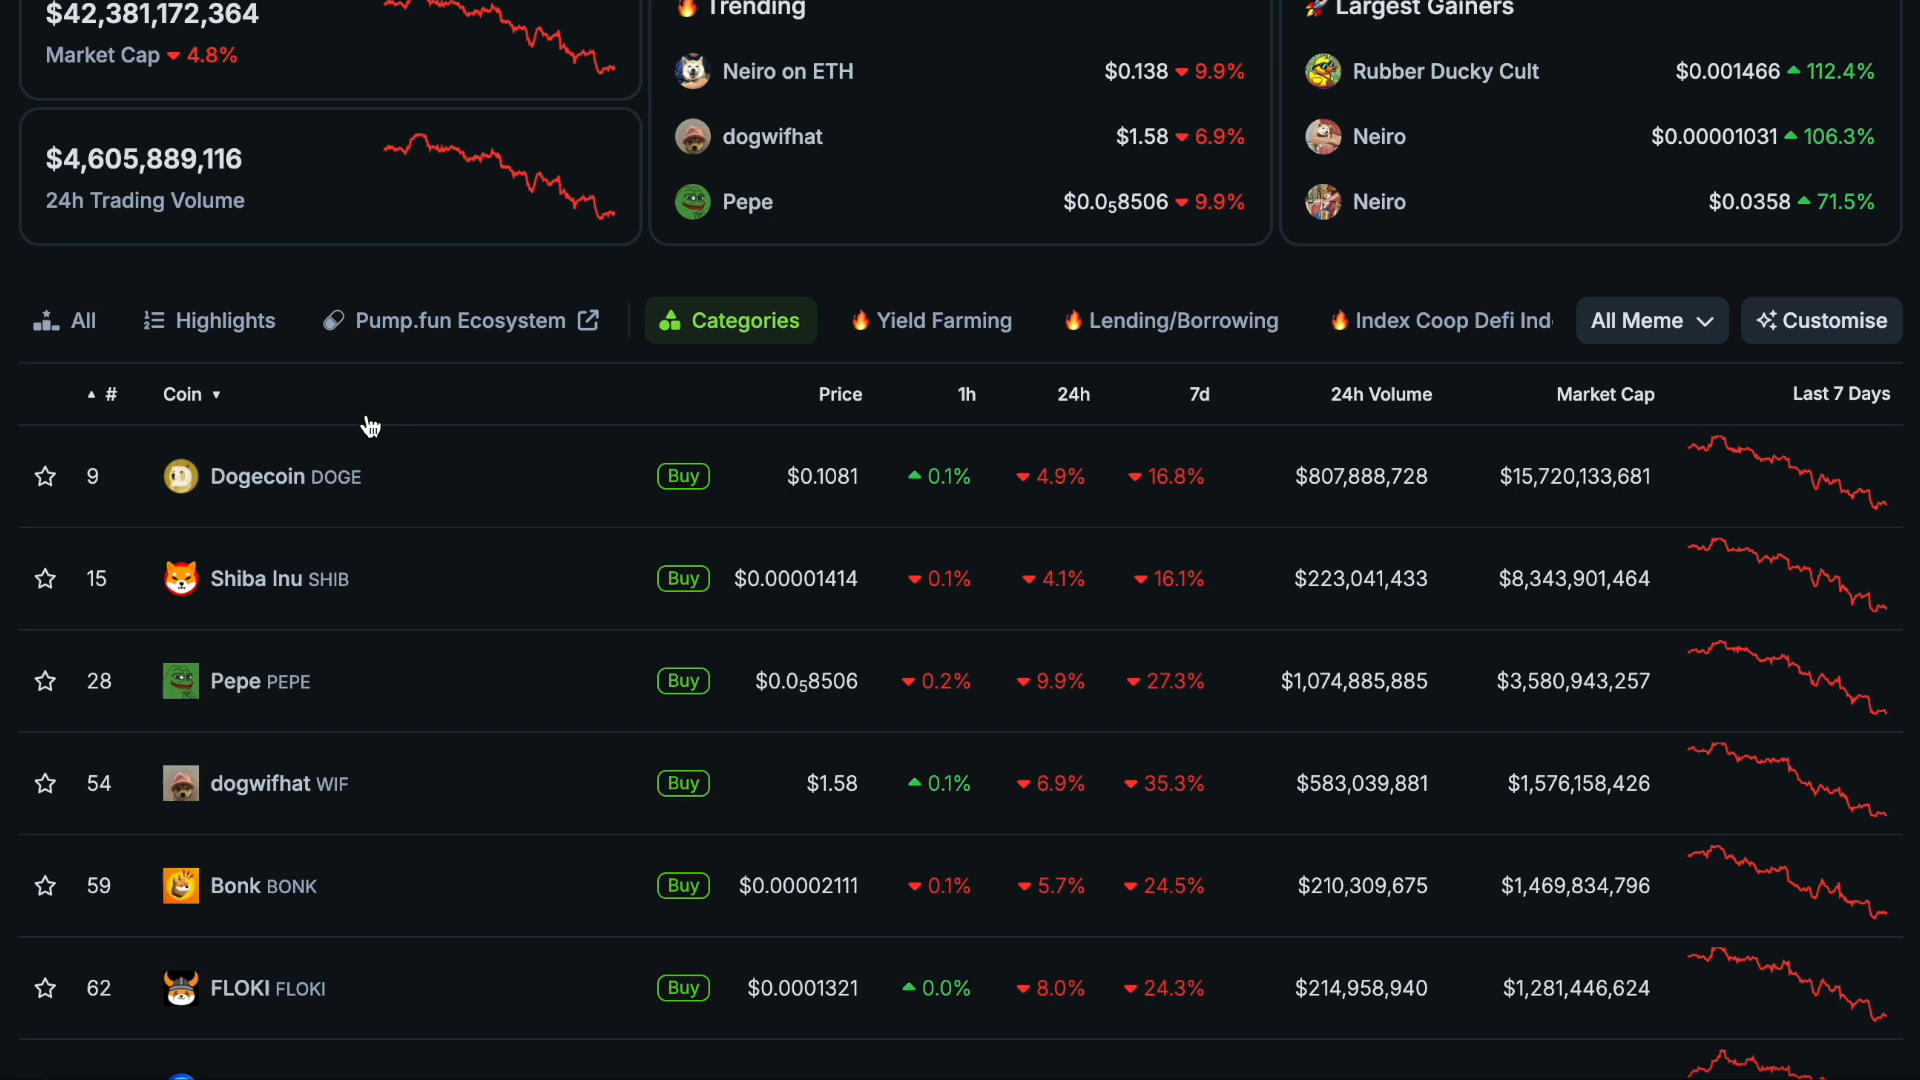 $42,381,172,364
Market Cap ▼ 4.8%
$4,605,889,116
24h Trading Volume
🔥 Trending
Neiro on ETH $0.138 ▼ 9.9%
dogwifhat $1.58 ▼ 6.9%
Pepe $0.0₅8506 ▼ 9.9%
🚀 Largest Gainers
Rubber Ducky Cult $0.001466 ▲ 112.4%
Neiro $0.00001031 ▲ 106.3%
Neiro $0.0358 ▲ 71.5%
All Highlights Pump.fun Ecosystem Categories 🔥 Yield Farming 🔥 Lending/Borrowing 🔥 Index Coop Defi Ind All Meme Customise
▲ # Coin ▼ Price 1h 24h 7d 24h Volume Market Cap Last 7 Days
9 Dogecoin DOGE Buy $0.1081 ▲ 0.1% ▼ 4.9% ▼ 16.8% $807,888,728 $15,720,133,681
15 Shiba Inu SHIB Buy $0.00001414 ▼ 0.1% ▼ 4.1% ▼ 16.1% $223,041,433 $8,343,901,464
28 Pepe PEPE Buy $0.0₅8506 ▼ 0.2% ▼ 9.9% ▼ 27.3% $1,074,885,885 $3,580,943,257
54 dogwifhat WIF Buy $1.58 ▲ 0.1% ▼ 6.9% ▼ 35.3% $583,039,881 $1,576,158,426
59 Bonk BONK Buy $0.00002111 ▼ 0.1% ▼ 5.7% ▼ 24.5% $210,309,675 $1,469,834,796
62 FLOKI FLOKI Buy $0.0001321 ▲ 0.0% ▼ 8.0% ▼ 24.3% $214,958,940 $1,281,446,624